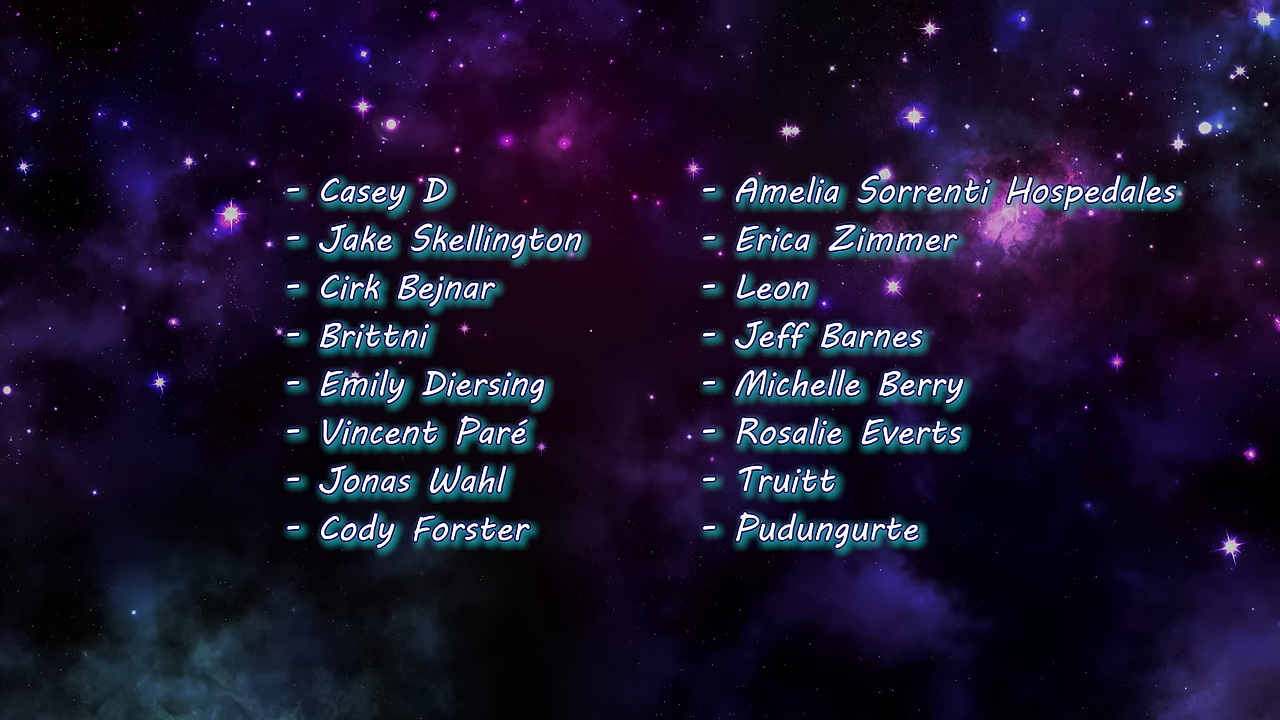 - Casey D
- Jake Skellington
- Cirk Bejnar
- Brittni
- Emily Diersing
- Vincent Paré
- Jonas Wahl
- Cody Forster
- Amelia Sorrenti Hospedales
- Erica Zimmer
- Leon
- Jeff Barnes
- Michelle Berry
- Rosalie Everts
- Truitt
- Pudungurte